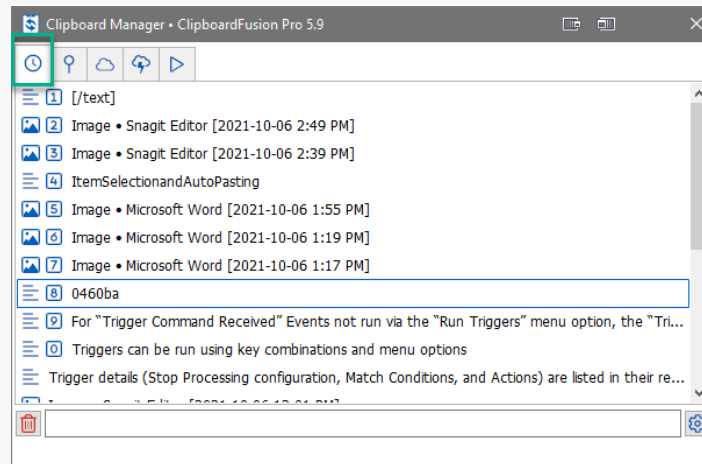 Clipboard Manager • ClipboardFusion Pro 5.9
1 [/text]
2 Image • Snagit Editor [2021-10-06 2:49 PM]
3 Image • Snagit Editor [2021-10-06 2:39 PM]
4 ItemSelectionandAutoPasting
5 Image • Microsoft Word [2021-10-06 1:55 PM]
6 Image • Microsoft Word [2021-10-06 1:19 PM]
7 Image • Microsoft Word [2021-10-06 1:17 PM]
8 0460ba
9 For “Trigger Command Received” Events not run via the “Run Triggers” menu option, the “Tri...
0 Triggers can be run using key combinations and menu options
Trigger details (Stop Processing configuration, Match Conditions, and Actions) are listed in their re...